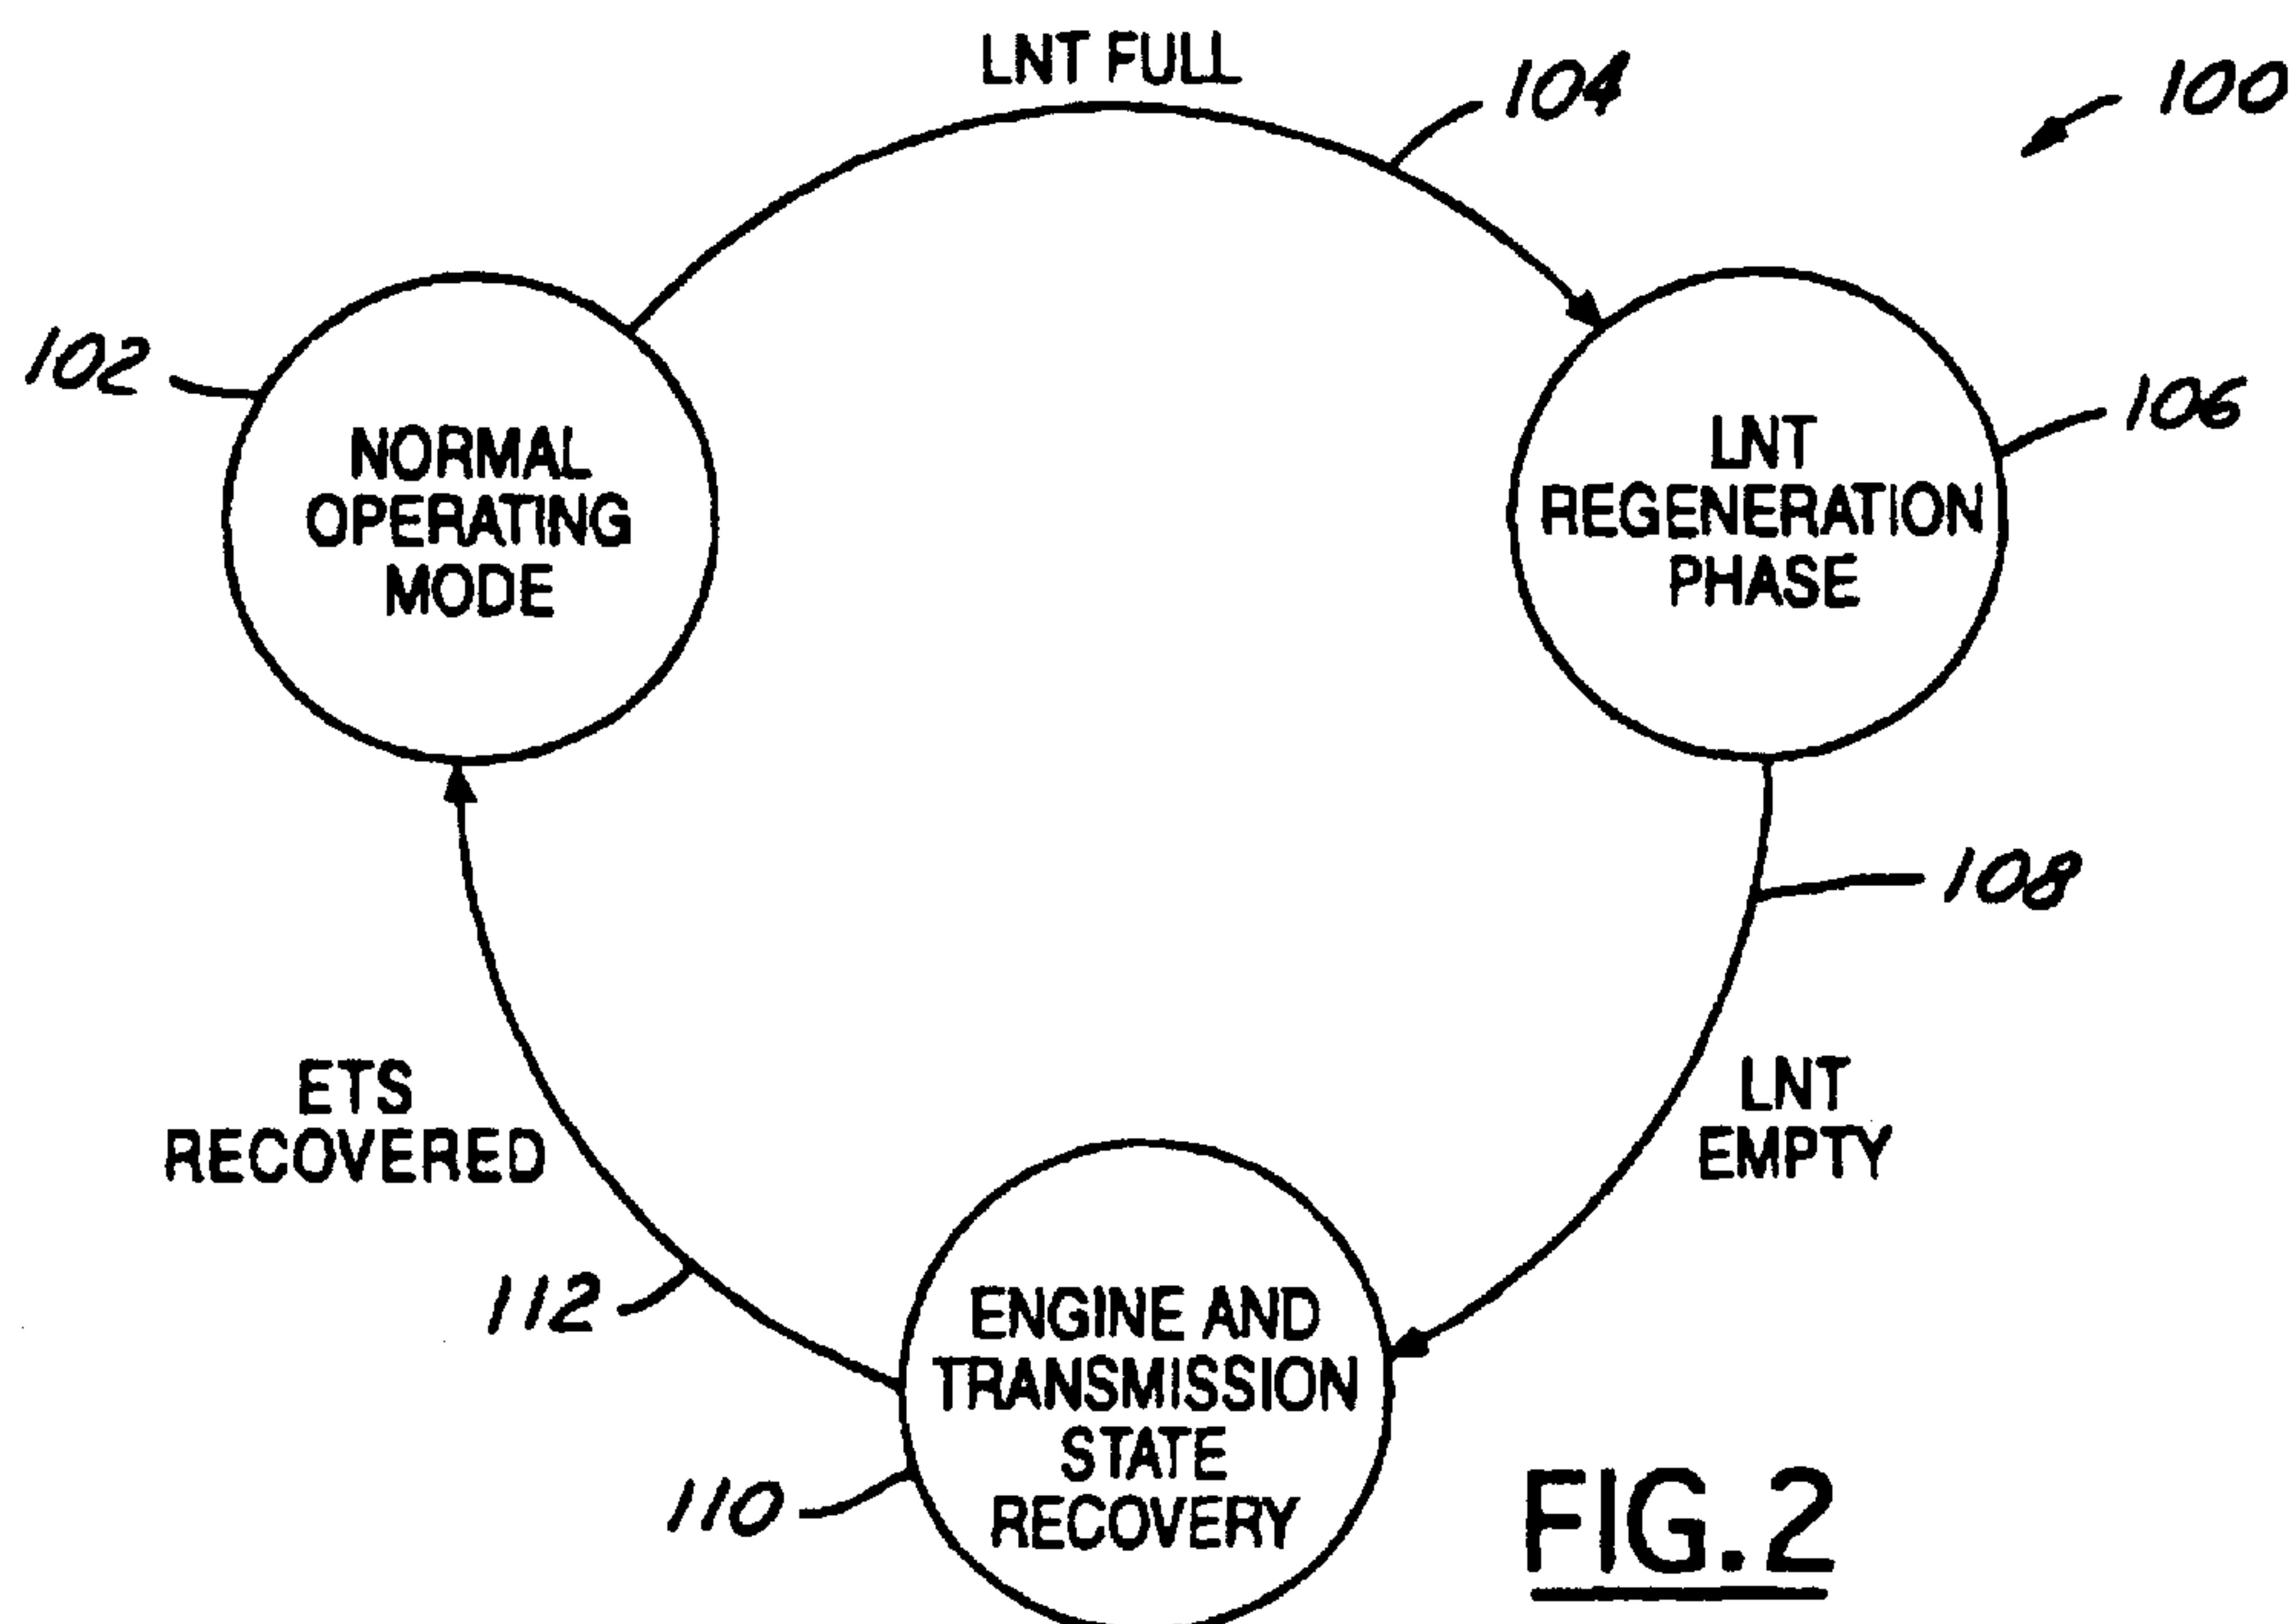 LNT FULL
104
100
102
NORMAL
OPERATING
MODE
LNT
REGENERATION
PHASE
106
108
ETS
RECOVERED
LNT
EMPTY
112
ENGINE AND
TRANSMISSION
STATE
RECOVERY
110
FIG.2